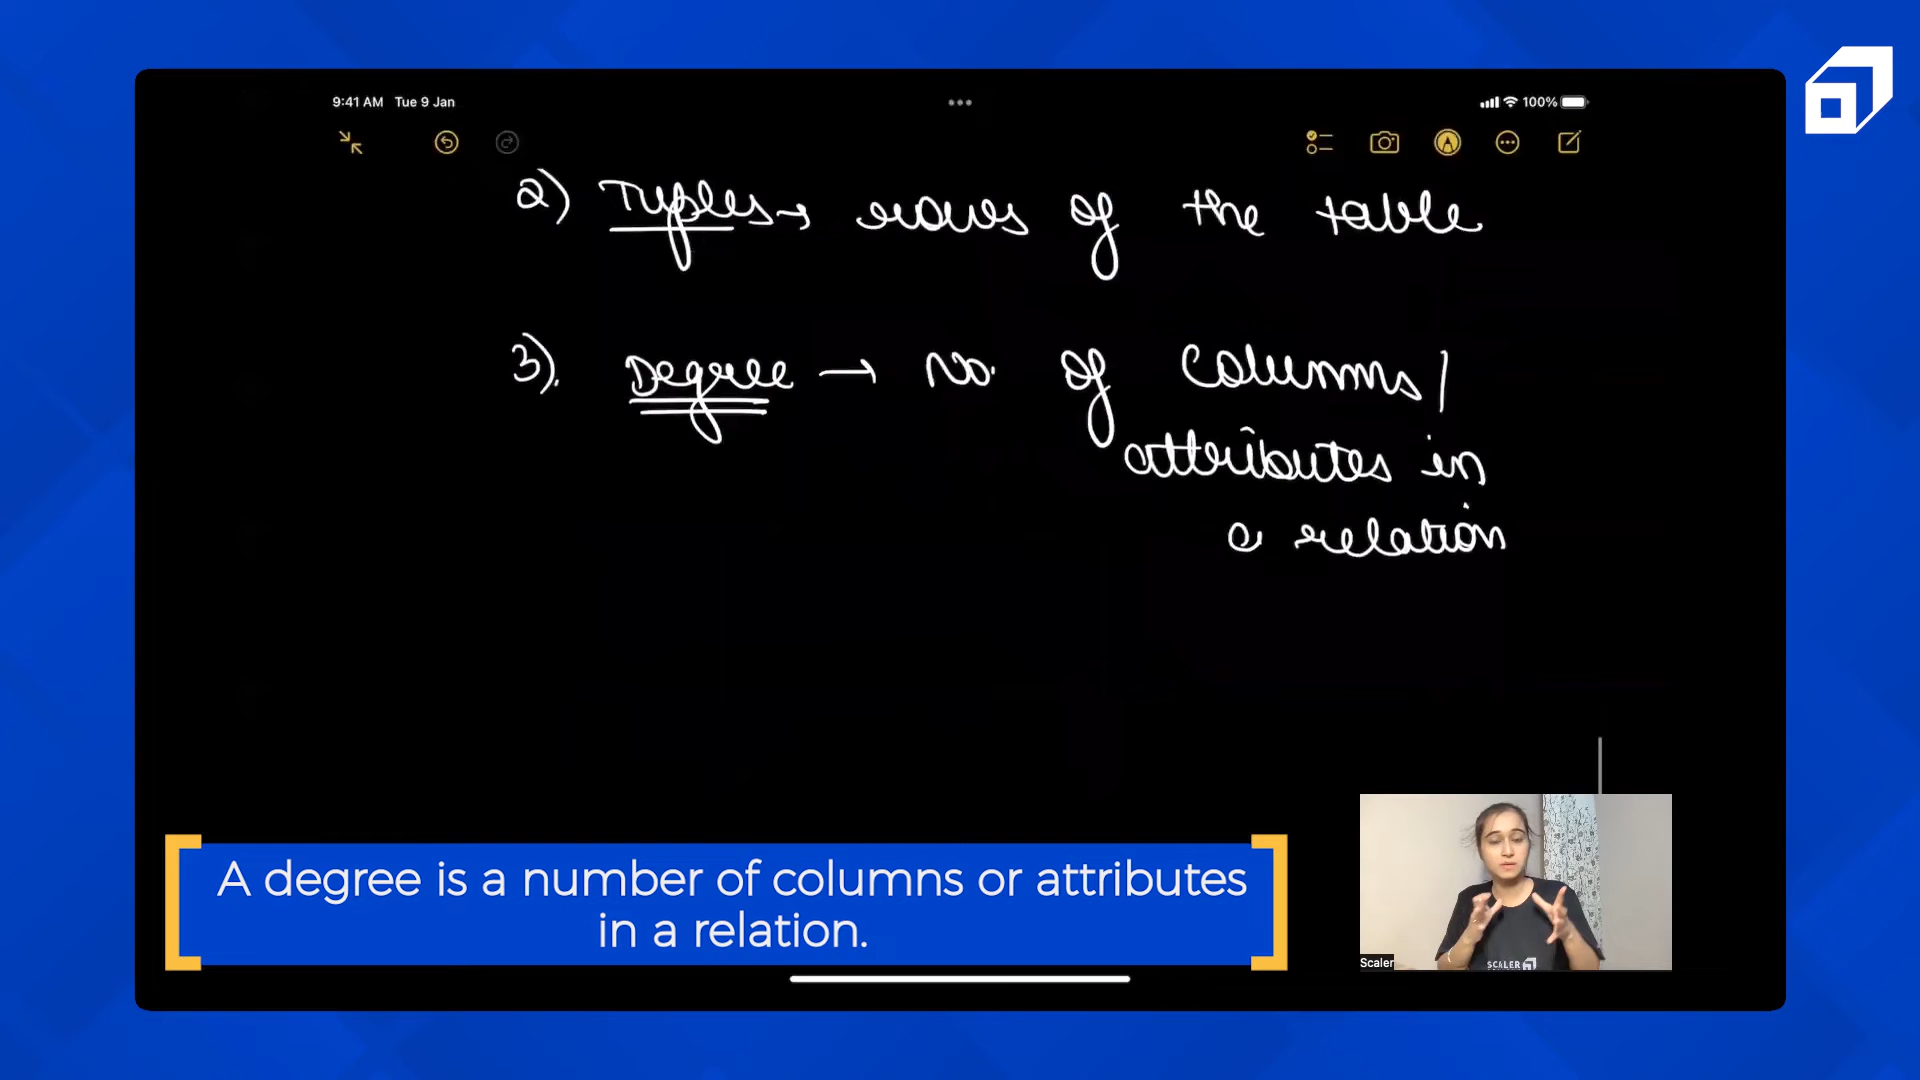 9:41 AM Tue 9 Jan
100%
2) Typles → rows of the table
3). Degree → No. of columns /
attributes in
a relation
A degree is a number of columns or attributes
in a relation.
SCALER
Scaler